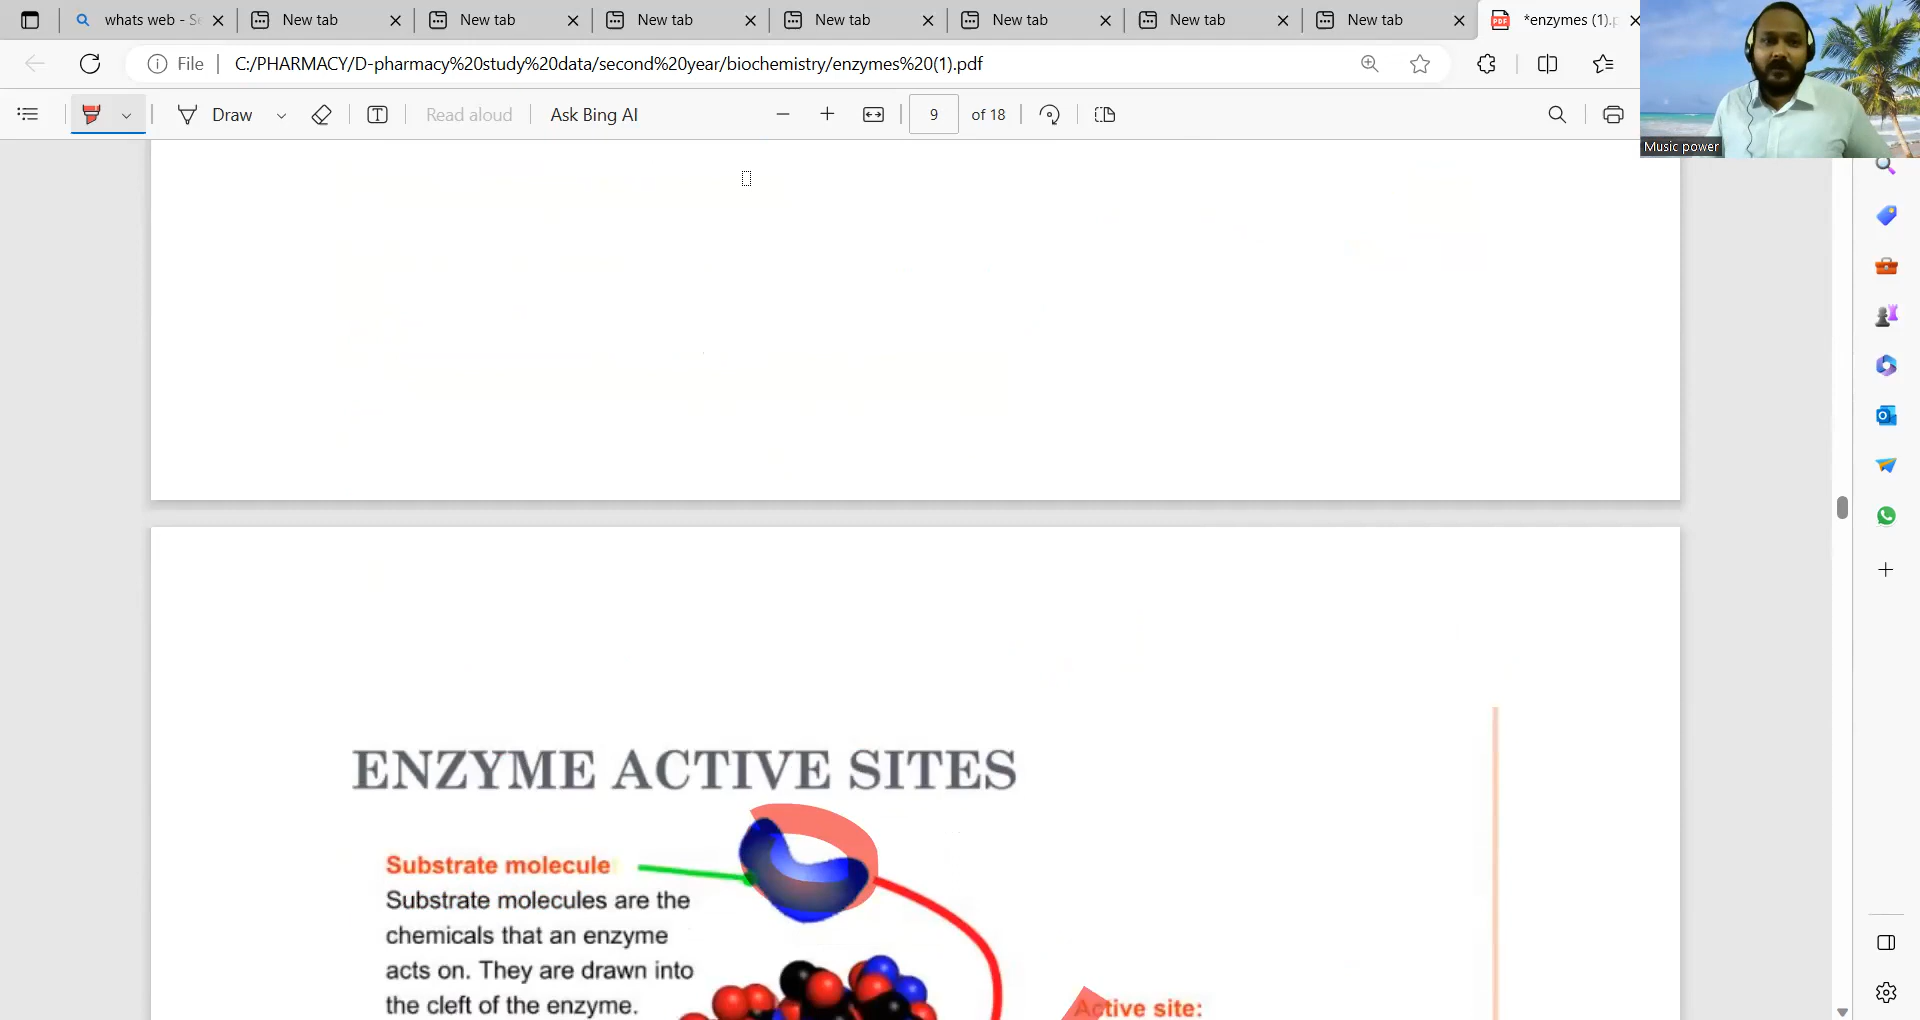 whats web - Se
New tab
New tab
New tab
New tab
New tab
New tab
New tab
*enzymes (1).p
File
C:/PHARMACY/D-pharmacy%20study%20data/second%20year/biochemistry/enzymes%20(1).pdf
Draw
Read aloud
Ask Bing AI
9 of 18
Music power
ENZYME ACTIVE SITES
Substrate molecule
Substrate molecules are the
chemicals that an enzyme
acts on. They are drawn into
the cleft of the enzyme.
Active site: